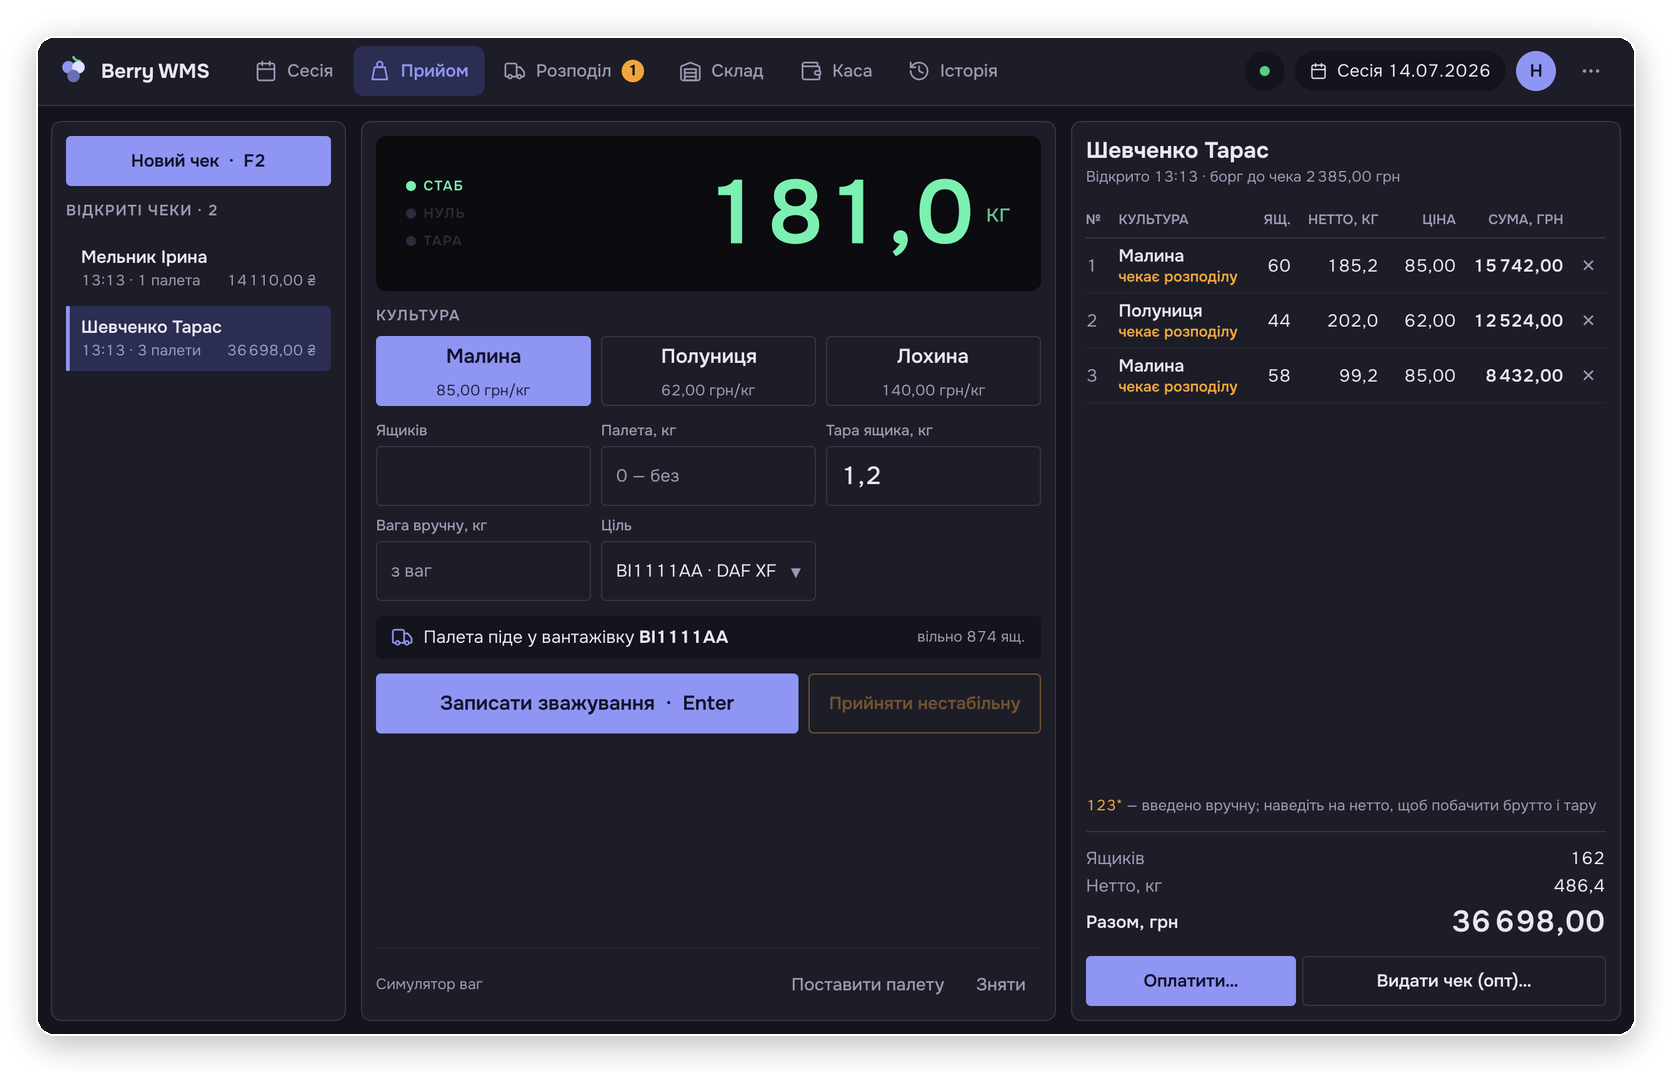 Berry WMS
Сесія
Прийом
Розподіл 1
Склад
Каса
Історія
Сесія 14.07.2026
Н
Новий чек · F2
ВІДКРИТІ ЧЕКИ · 2
Мельник Ірина
13:13 · 1 палета 14 110,00 ₴
Шевченко Тарас
13:13 · 3 палети 36 698,00 ₴
СТАБ
НУЛЬ
ТАРА
181,0 КГ
КУЛЬТУРА
Малина
85,00 грн/кг
Полуниця
62,00 грн/кг
Лохина
140,00 грн/кг
Ящиків
Палета, кг
0 — без
Тара ящика, кг
1,2
Вага вручну, кг
з ваг
Ціль
BI1111AA · DAF XF
Палета піде у вантажівку BI1111AA
вільно 874 ящ.
Записати зважування · Enter
Прийняти нестабільну
Симулятор ваг
Поставити палету
Зняти
Шевченко Тарас
Відкрито 13:13 · борг до чека 2 385,00 грн
№ КУЛЬТУРА ЯЩ. НЕТТО, КГ ЦІНА СУМА, ГРН
1 Малина 60 185,2 85,00 15 742,00 ×
чекає розподілу
2 Полуниця 44 202,0 62,00 12 524,00 ×
чекає розподілу
3 Малина 58 99,2 85,00 8 432,00 ×
чекає розподілу
123* — введено вручну; наведіть на нетто, щоб побачити брутто і тару
Ящиків 162
Нетто, кг 486,4
Разом, грн 36 698,00
Оплатити...
Видати чек (опт)...